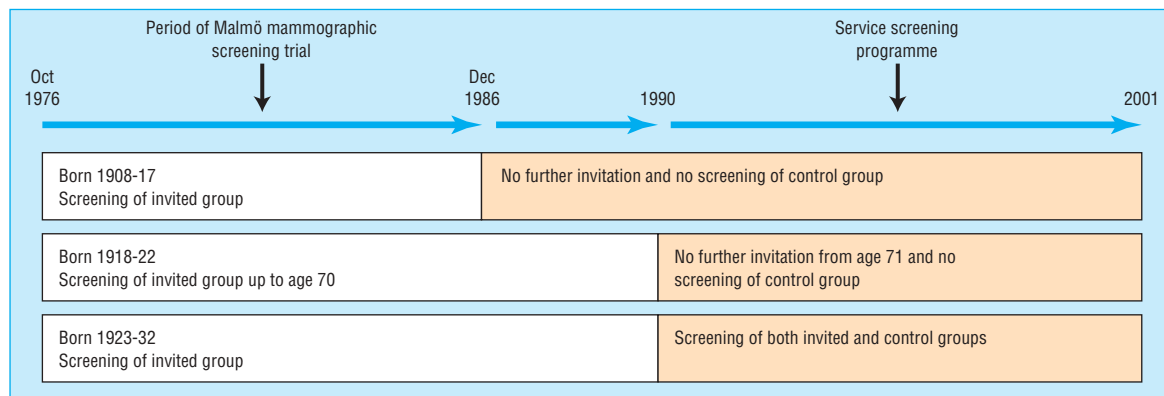 Period of Malmö mammographic
screening trial
Service screening
programme
Oct
1976
Dec
1986
1990
2001
Born 1908-17
Screening of invited group
No further invitation and no screening of control group
Born 1918-22
Screening of invited group up to age 70
No further invitation from age 71 and no
screening of control group
Born 1923-32
Screening of invited group
Screening of both invited and control groups